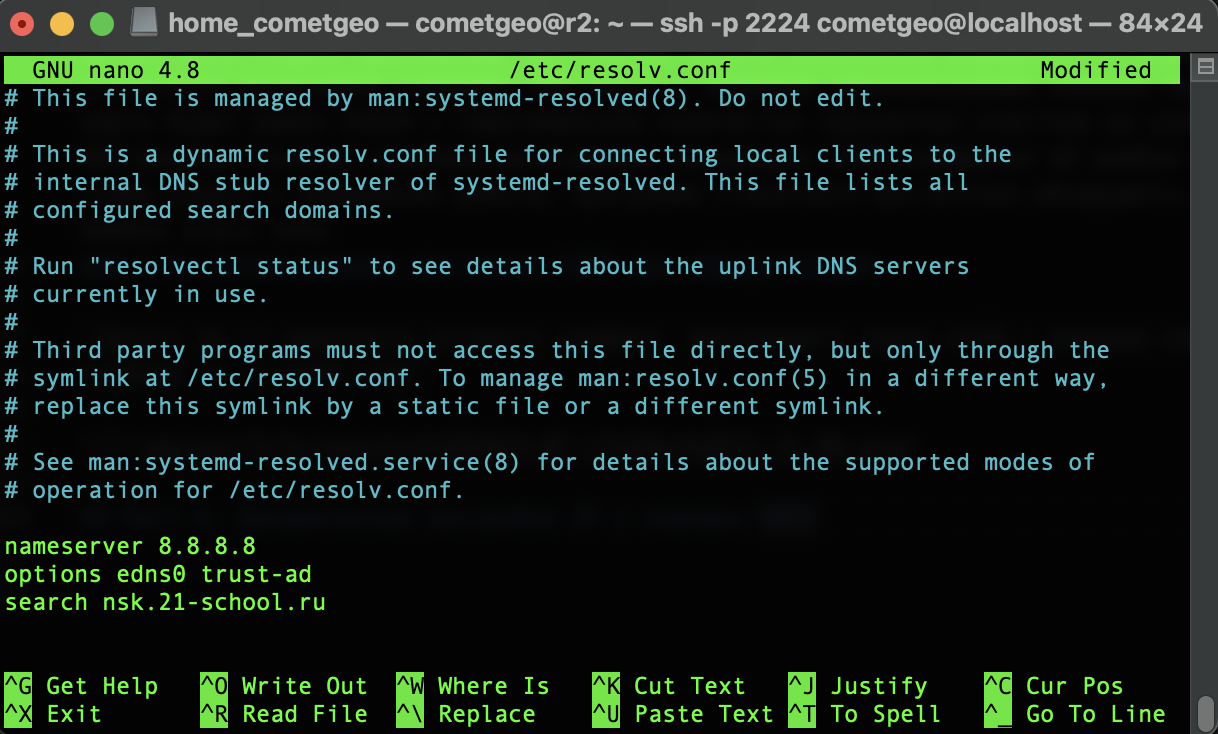 home_cometgeo — cometgeo@r2: ~ — ssh -p 2224 cometgeo@localhost — 84×24
GNU nano 4.8 /etc/resolv.conf Modified
# This file is managed by man:systemd-resolved(8). Do not edit.
#
# This is a dynamic resolv.conf file for connecting local clients to the
# internal DNS stub resolver of systemd-resolved. This file lists all
# configured search domains.
#
# Run "resolvectl status" to see details about the uplink DNS servers
# currently in use.
#
# Third party programs must not access this file directly, but only through the
# symlink at /etc/resolv.conf. To manage man:resolv.conf(5) in a different way,
# replace this symlink by a static file or a different symlink.
#
# See man:systemd-resolved.service(8) for details about the supported modes of
# operation for /etc/resolv.conf.
nameserver 8.8.8.8
options edns0 trust-ad
search nsk.21-school.ru
^G Get Help ^O Write Out ^W Where Is ^K Cut Text ^J Justify ^C Cur Pos
^X Exit ^R Read File ^\ Replace ^U Paste Text ^T To Spell ^_ Go To Line